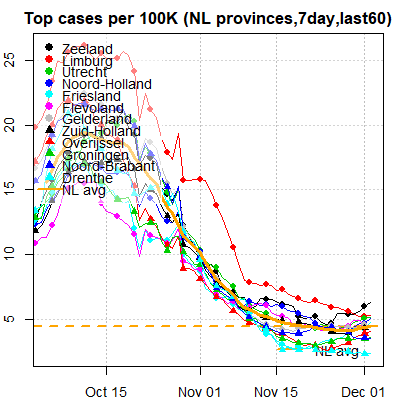 Top cases per 100K (NL provinces,7day,last60)
25
20
15
10
5
Zeeland
Limburg
Utrecht
Noord-Holland
Friesland
Flevoland
Gelderland
Zuid-Holland
Overijssel
Groningen
Noord-Brabant
Drenthe
NL avg
NL avg
Oct 15
Nov 01
Nov 15
Dec 01